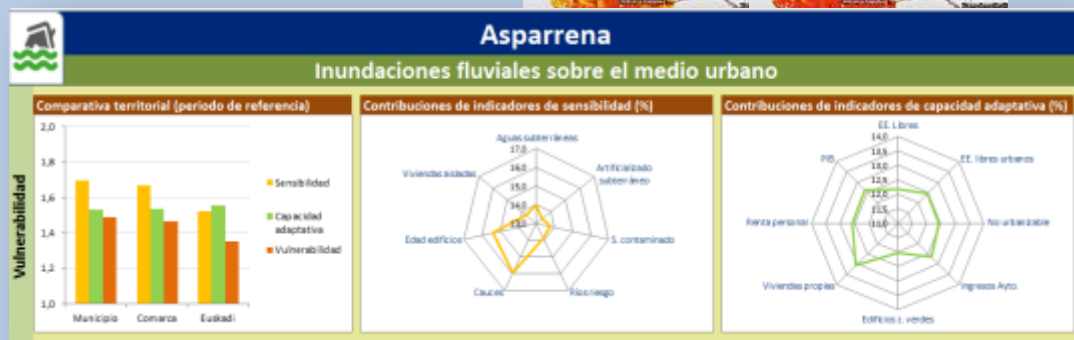 Asparrena
Inundaciones fluviales sobre el medio urbano
Vulnerabilidad
Comparativa territorial (periodo de referencia)
2,0
1,8
1,6
1,4
1,2
1,0
Municipio Comarca Euskadi
Sensibilidad
Capacidad
adaptativa
Vulnerabilidad
Contribuciones de indicadores de sensibilidad (%)
Aguas subterráneas
Artificializado
subterráneo
S. contaminado
Ríos riesgo
Cauces
Edad edificios
Viviendas aisladas
17,0
16,0
15,0
14,0
13,0
Contribuciones de indicadores de capacidad adaptativa (%)
EE. Libres
EE. libres urbanos
No urbanizable
Ingresos Ayto.
Edificios z. verdes
Viviendas propias
Renta personal
PIB
14,0
13,5
13,0
12,5
12,0
11,5
11,0